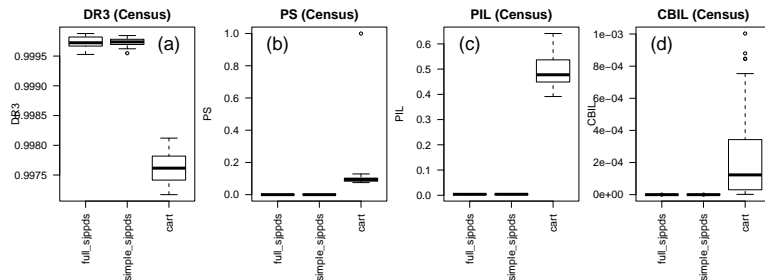 DR3 (Census)
(a)
DR3
0.9995
0.9990
0.9985
0.9980
0.9975
full_sjppds
simple_sjppds
cart
PS (Census)
(b)
PS
1.0
0.8
0.6
0.4
0.2
0.0
full_sjppds
simple_sjppds
cart
PIL (Census)
(c)
PIL
0.6
0.5
0.4
0.3
0.2
0.1
0.0
full_sjppds
simple_sjppds
cart
CBIL (Census)
(d)
CBIL
1e-03
8e-04
6e-04
4e-04
2e-04
0e+00
full_sjppds
simple_sjppds
cart